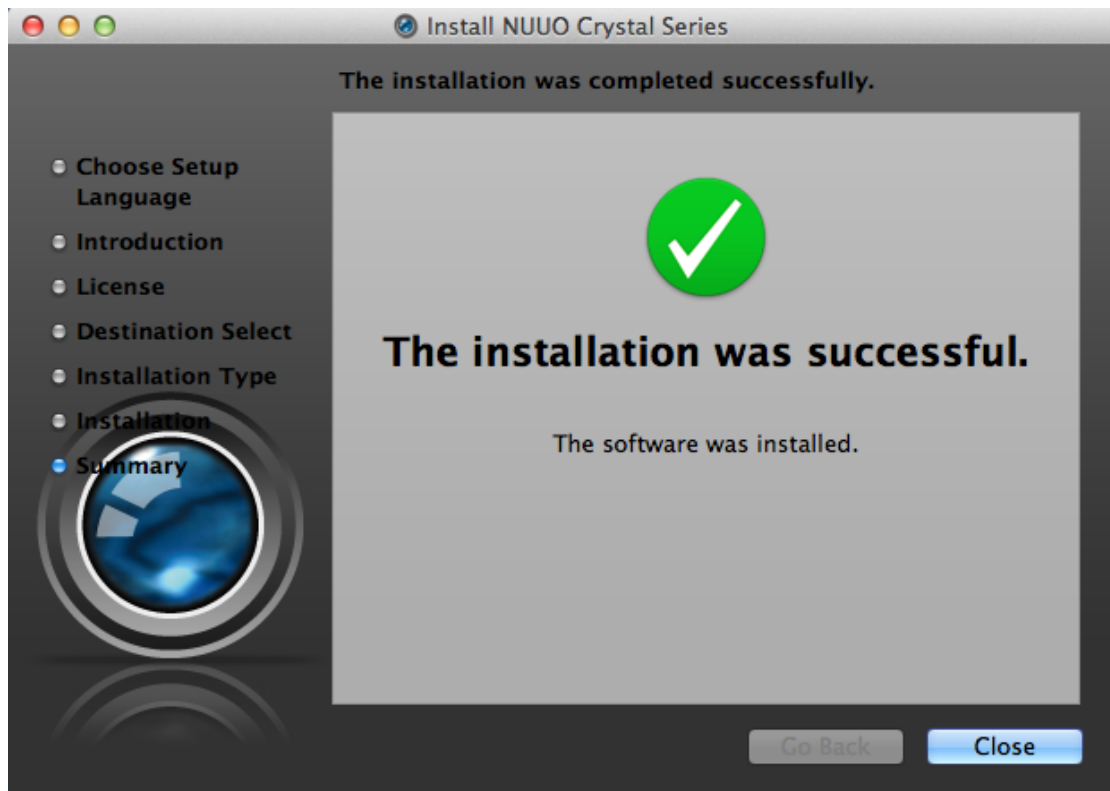 Install NUUO Crystal Series
The installation was completed successfully.
Choose Setup
Language
Introduction
License
Destination Select
Installation Type
Installation
Summary
The installation was successful.
The software was installed.
Go Back
Close